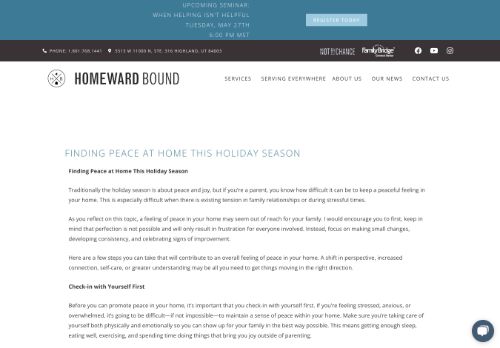 UPCOMING SEMINAR:
WHEN HELPING ISN'T HELPFUL
TUESDAY, MAY 27TH
6:00 PM MST
REGISTER TODAY
PHONE: 1.801.768.1441
5513 W 11000 N, STE. 316 HIGHLAND, UT 84003
NOT BY CHANCE
FamilyBridge
HOMEWARD BOUND
SERVICES
SERVING EVERYWHERE
ABOUT US
OUR NEWS
CONTACT US
FINDING PEACE AT HOME THIS HOLIDAY SEASON
Finding Peace at Home This Holiday Season
Traditionally the holiday season is about peace and joy, but if you're a parent, you know how difficult it can be to keep a peaceful feeling in
your home. This is especially difficult when there is existing tension in family relationships or during stressful times.
As you reflect on this topic, a feeling of peace in your home may seem out of reach for your family. I would encourage you to first, keep in
mind that perfection is not possible and will only result in frustration for everyone involved. Instead, focus on making small changes,
developing consistency, and celebrating signs of improvement.
Here are a few steps you can take that will contribute to an overall feeling of peace in your home. A shift in perspective, increased
connection, self-care, or greater understanding may be all you need to get things moving in the right direction.
Check-in with Yourself First
Before you can promote peace in your home, it's important that you check-in with yourself first. If you're feeling stressed, anxious, or
overwhelmed, it's going to be difficult—if not impossible—to maintain a sense of peace within your home. Make sure you're taking care of
yourself both physically and emotionally so you can show up for your family in the best way possible. This means getting enough sleep,
eating well, exercising, and spending time doing things that bring you joy outside of parenting.